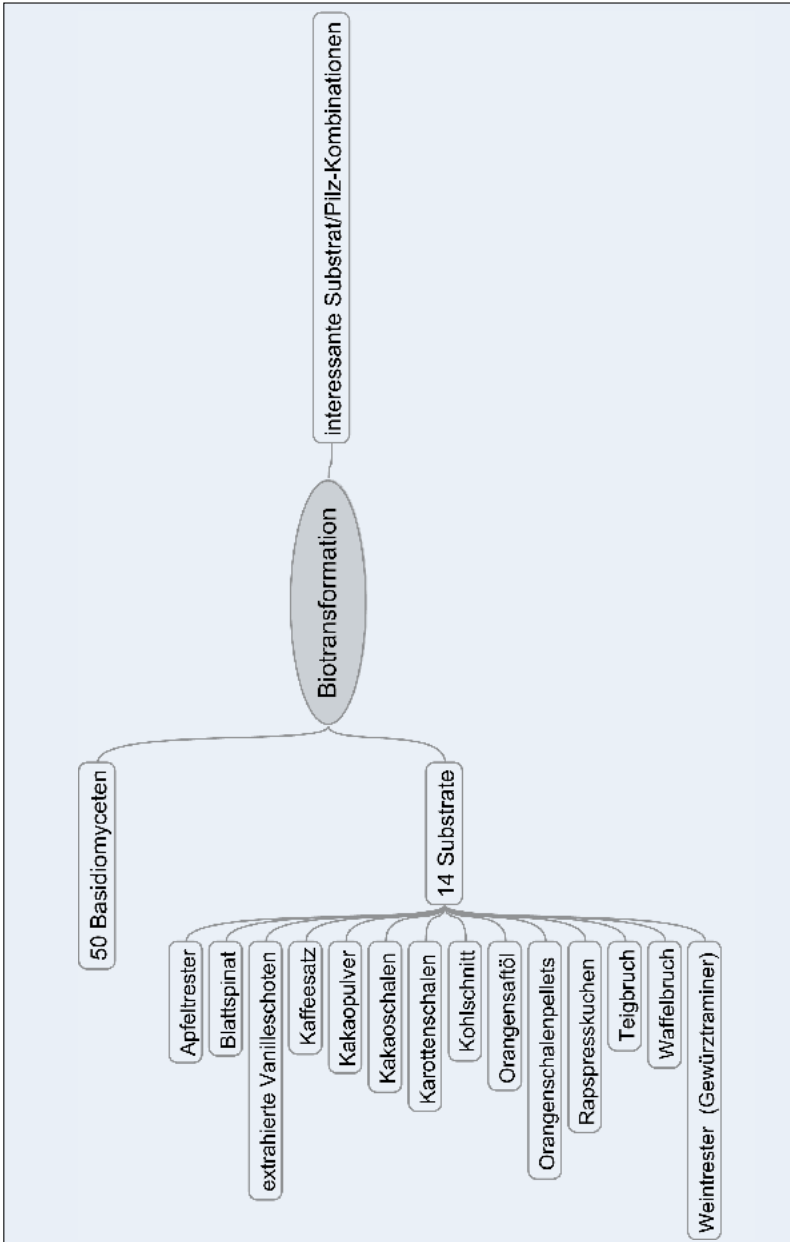 50 Basidiomyceten
14 Substrate
Apfeltrester
Blattspinat
extrahierte Vanilleschoten
Kaffeesatz
Kakaopulver
Kakaoschalen
Karottenschalen
Kohlschnitt
Orangensaftöl
Orangenschalenpellets
Rapspresskuchen
Teigbruch
Waffelbruch
Weintrester (Gewürztraminer)
Biotransformation
interessante Substrat/Pilz-Kombinationen